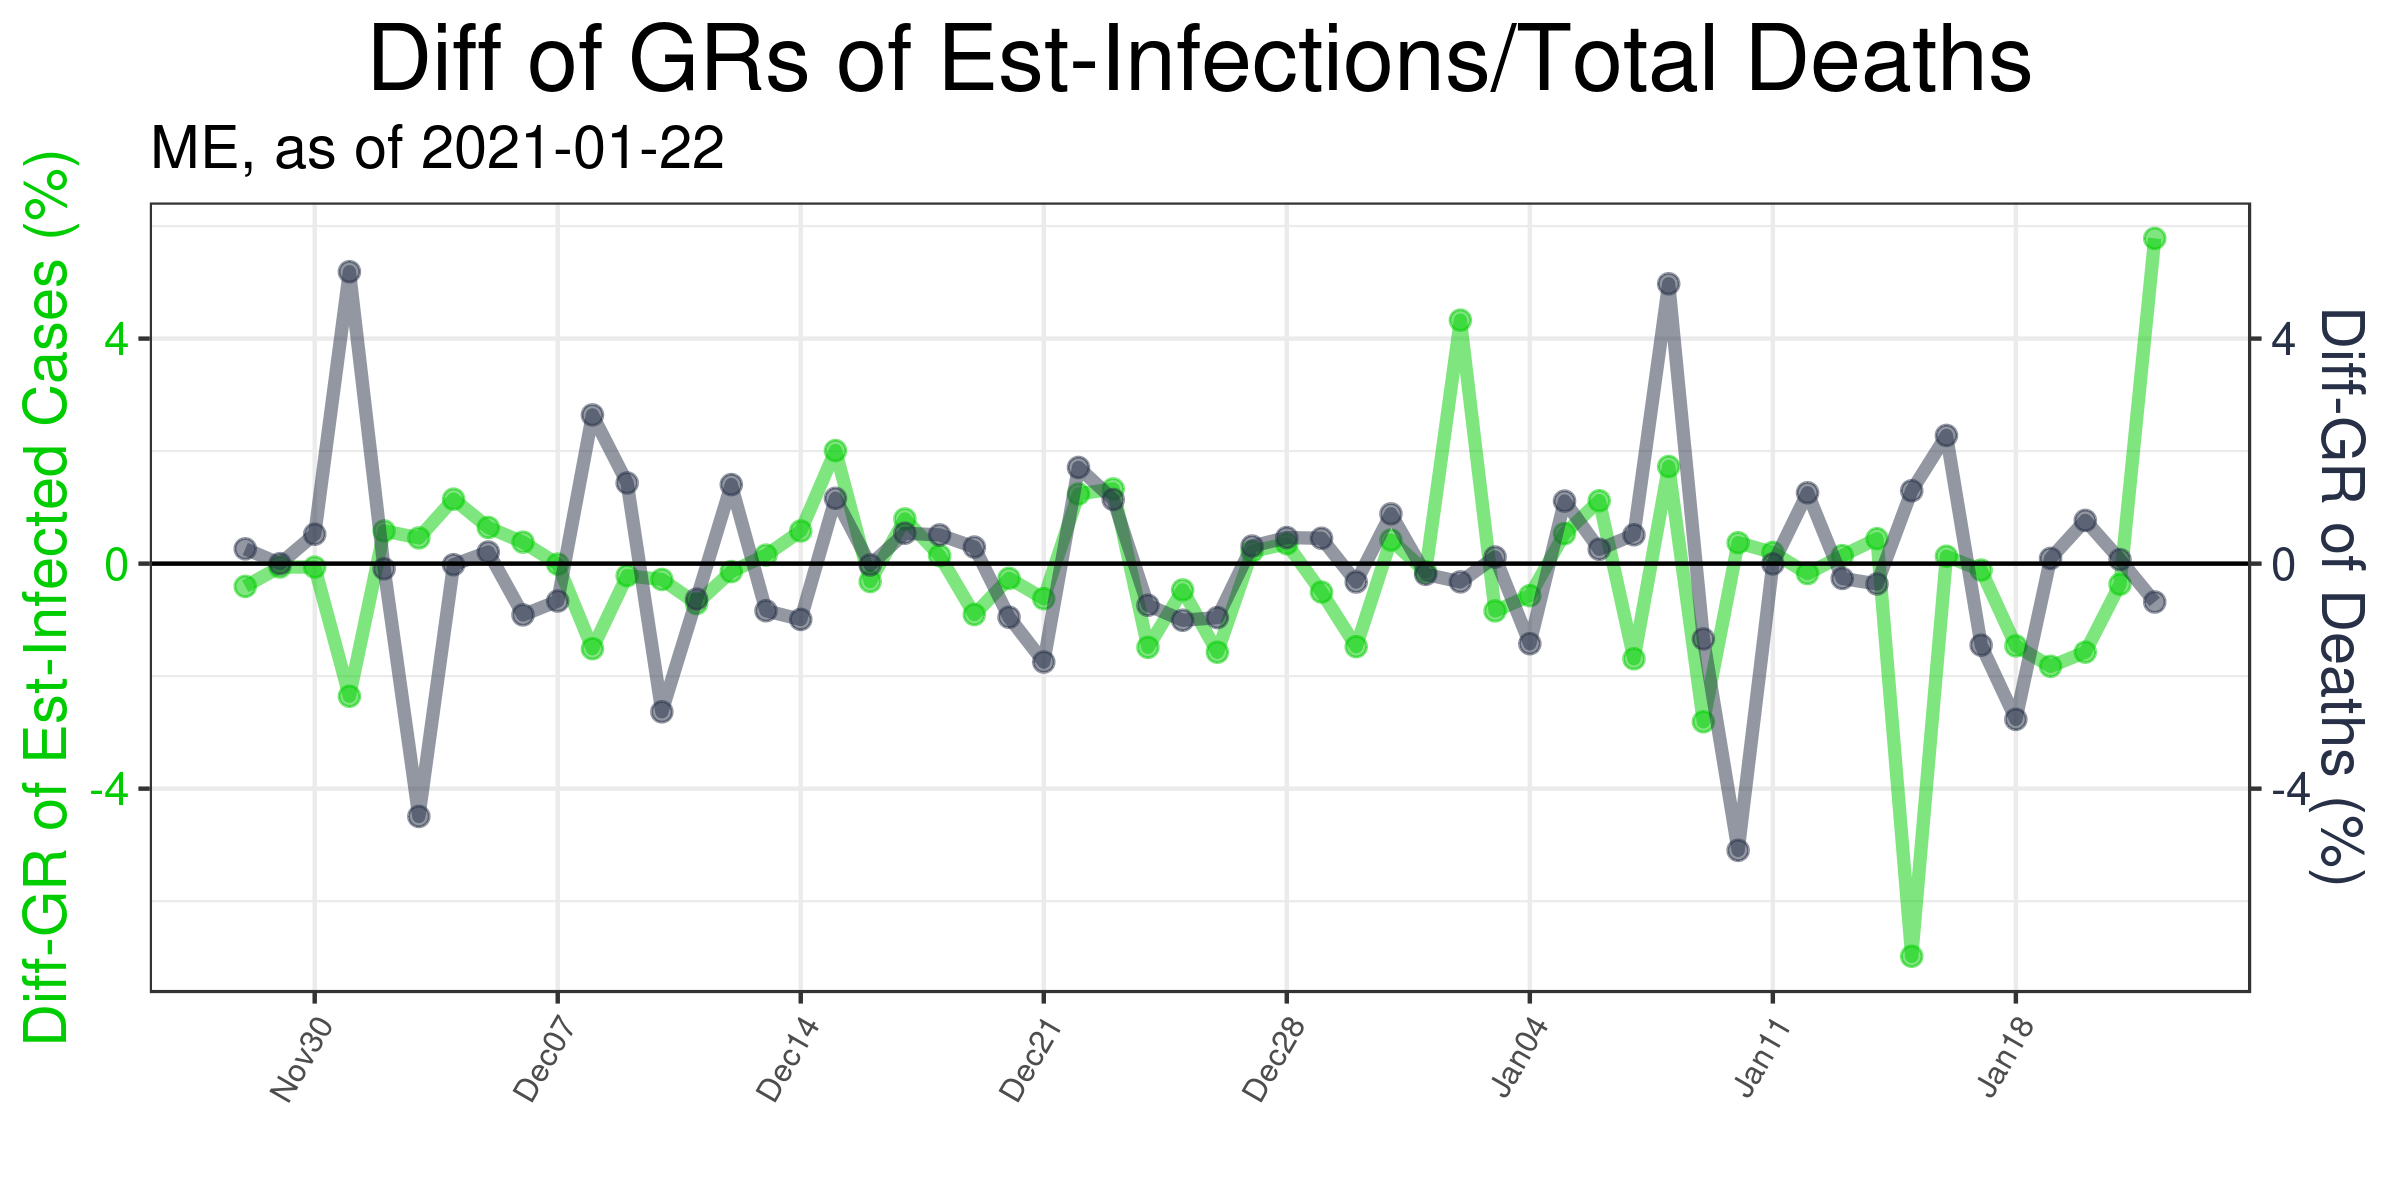 Diff of GRs of Est-Infections/Total Deaths
ME, as of 2021-01-22
Diff-GR of Est-Infected Cases (%)
4
0
-4
4
0
-4
Diff-GR of Deaths (%)
Nov30
Dec07
Dec14
Dec21
Dec28
Jan04
Jan11
Jan18